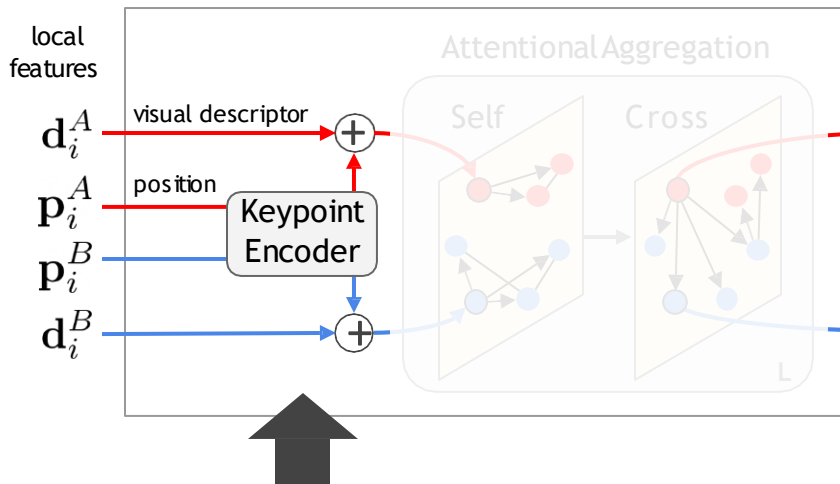 local
features
Attentional Aggregation
visual descriptor
Self
Cross
d_i^A
+
position
p_i^A
Keypoint
Encoder
p_i^B
d_i^B
+
L